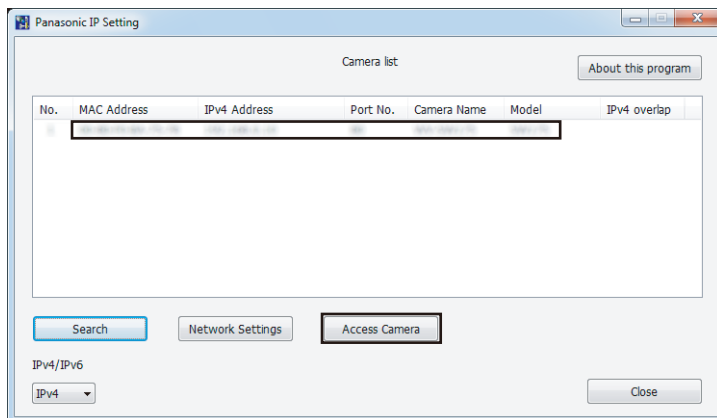 Panasonic IP Setting
Camera list
About this program
No. MAC Address IPv4 Address Port No. Camera Name Model IPv4 overlap
Search Network Settings Access Camera
IPv4/IPv6
IPv4
Close